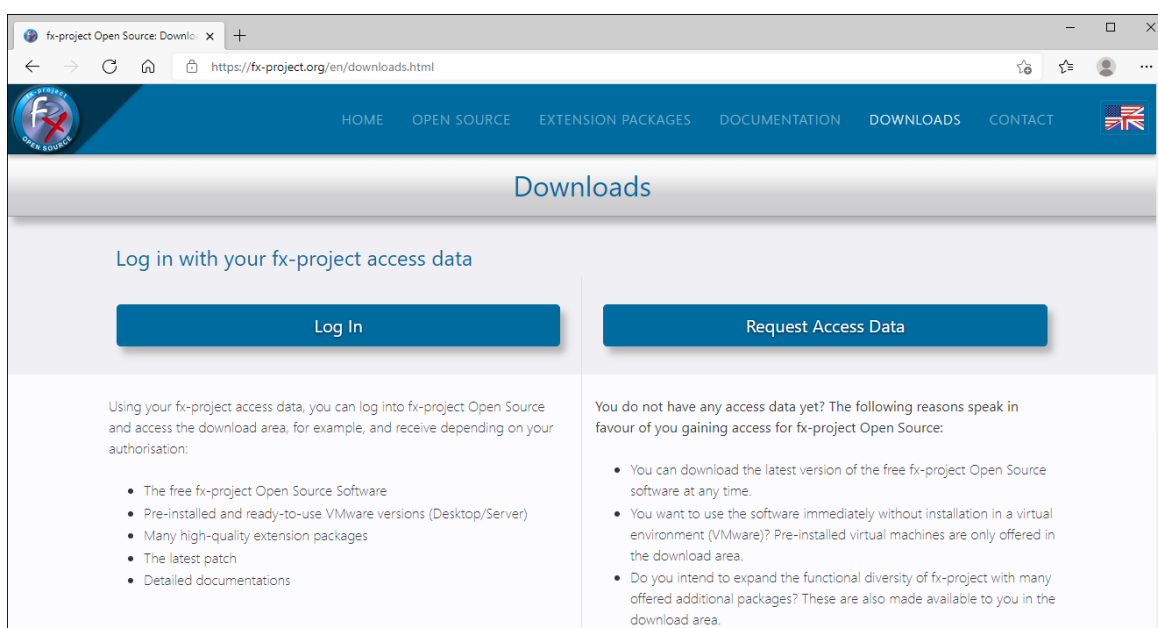 fx-project Open Source: Downlo
https://fx-project.org/en/downloads.html
fx-project
fx
OPEN SOURCE
HOME OPEN SOURCE EXTENSION PACKAGES DOCUMENTATION DOWNLOADS CONTACT
Downloads
Log in with your fx-project access data
Log In
Request Access Data
Using your fx-project access data, you can log into fx-project Open Source
and access the download area, for example, and receive depending on your
authorisation:
• The free fx-project Open Source Software
• Pre-installed and ready-to-use VMware versions (Desktop/Server)
• Many high-quality extension packages
• The latest patch
• Detailed documentations
You do not have any access data yet? The following reasons speak in
favour of you gaining access for fx-project Open Source:
• You can download the latest version of the free fx-project Open Source
software at any time.
• You want to use the software immediately without installation in a virtual
environment (VMware)? Pre-installed virtual machines are only offered in
the download area.
• Do you intend to expand the functional diversity of fx-project with many
offered additional packages? These are also made available to you in the
download area.